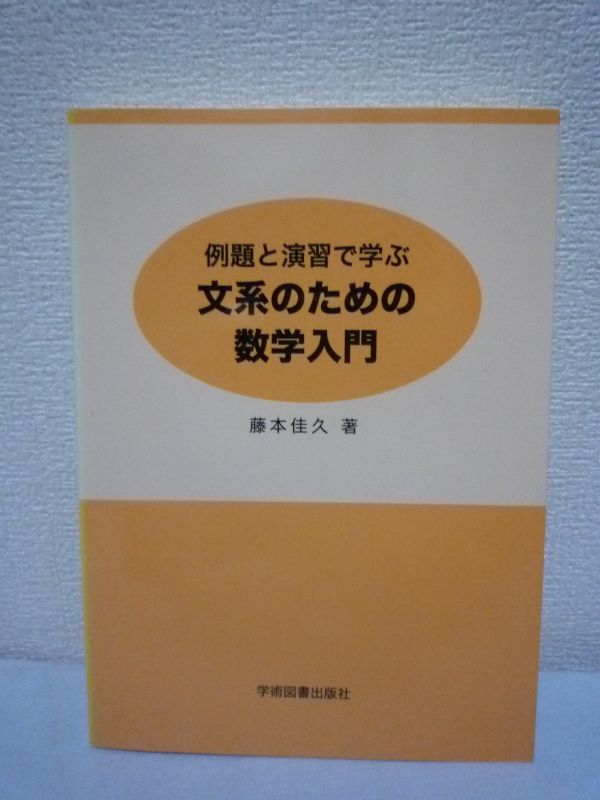 例題と演習で学ぶ
文系のための
数学入門
藤本佳久 著
学術図書出版社